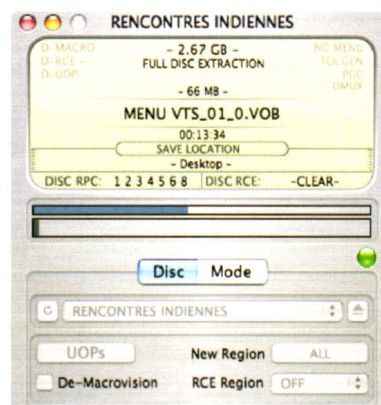 RENCONTRES INDIENNES
D-MACRO – 2.67 GB – NO MENU
D-RCE – FULL DISC EXTRACTION TOCGEN
D-UOP PGC
– 66 MB – DMUX
MENU VTS_01_0.VOB
00:13:34
SAVE LOCATION
– Desktop –
DISC RPC: 1 2 3 4 5 6 8 DISC RCE: -CLEAR-
Disc Mode
RENCONTRES INDIENNES
UOPs New Region ALL
De-Macrovision RCE Region OFF